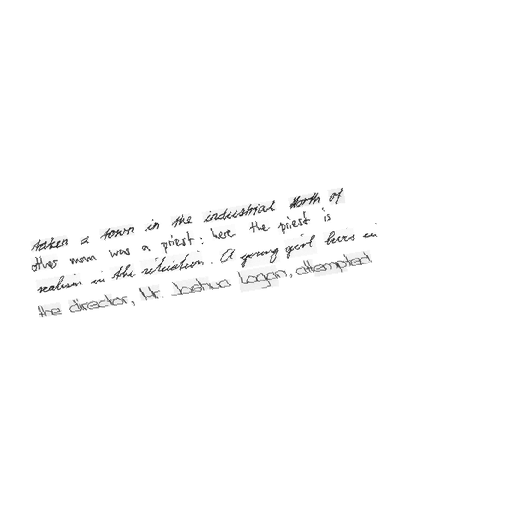 taken a town in the industrial North of
other man was a priest: here the priest is
realism in the situation. A young girl lives in
the director, Mr. Joshua Logan, attempted